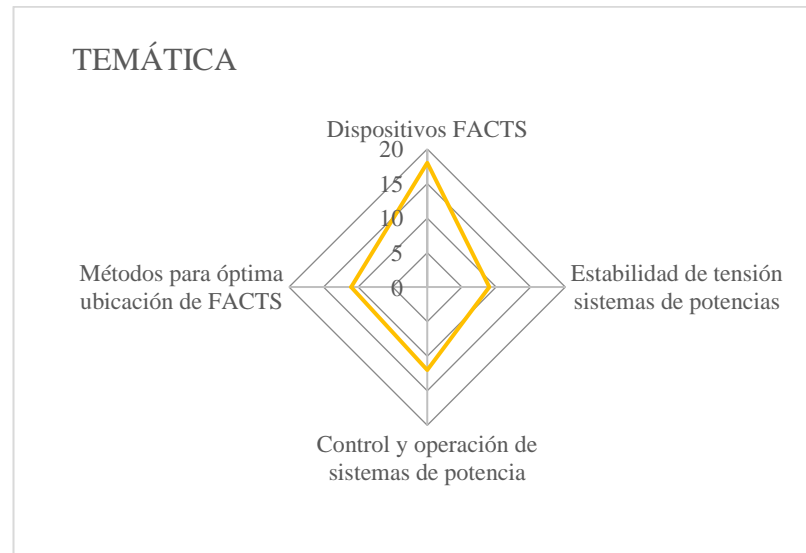 TEMÁTICA
Dispositivos FACTS
20
15
10
5
0
Métodos para óptima
ubicación de FACTS
Estabilidad de tensión
sistemas de potencias
Control y operación de
sistemas de potencia